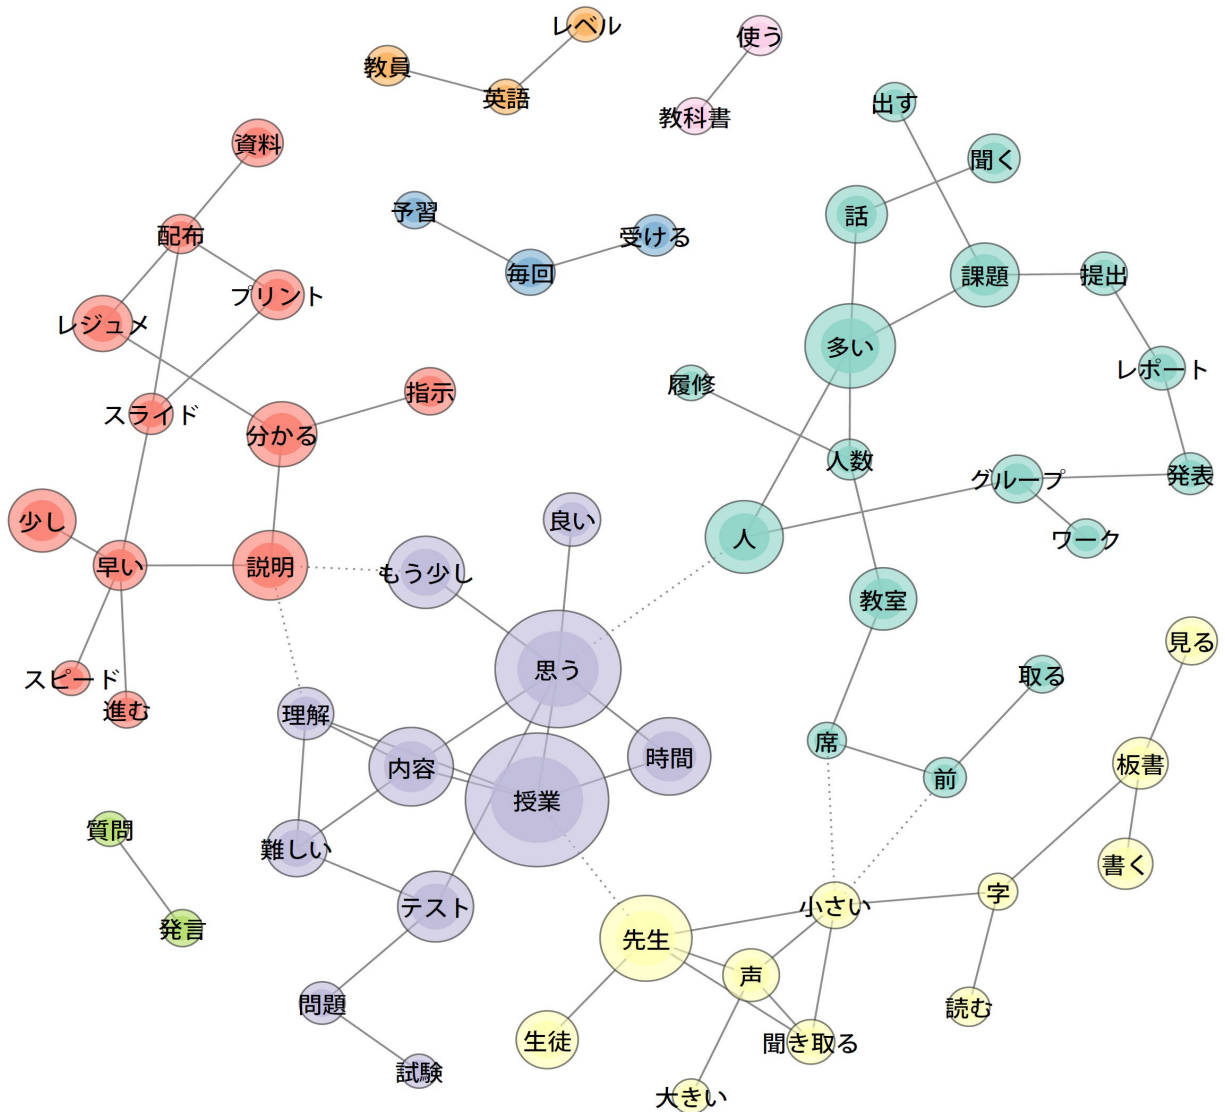 レベル
使う
教員
英語
出す
教科書
資料
聞く
予習
話
配布
受ける
毎回
課題
提出
プリント
レジュメ
多い
レポート
履修
指示
スライド
分かる
人数
発表
グループ
少し
良い
人
ワーク
早い
説明
もう少し
教室
見る
思う
取る
スピード
進む
理解
席
時間
板書
内容
前
授業
質問
難しい
書く
字
テスト
小さい
発言
先生
声
問題
読む
生徒
聞き取る
試験
大きい